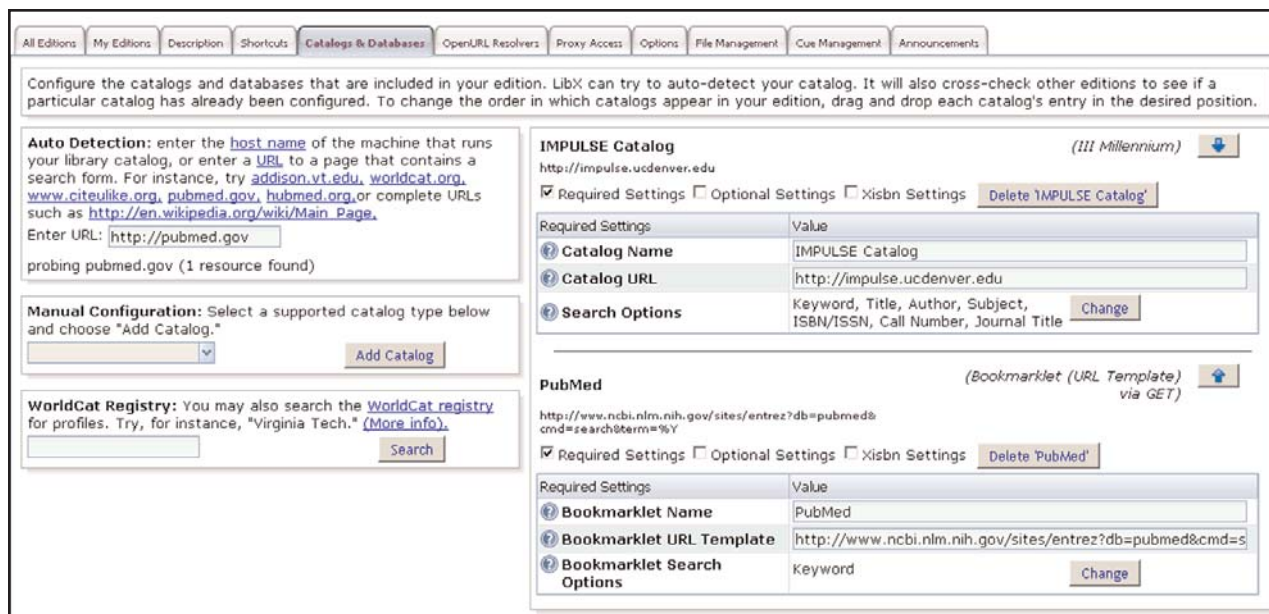 All Editions My Editions Description Shortcuts Catalogs & Databases OpenURL Resolvers Proxy Access Options File Management Cue Management Announcements
Configure the catalogs and databases that are included in your edition. LibX can try to auto-detect your catalog. It will also cross-check other editions to see if a
particular catalog has already been configured. To change the order in which catalogs appear in your edition, drag and drop each catalog's entry in the desired position.
Auto Detection: enter the host name of the machine that runs
your library catalog, or enter a URL to a page that contains a
search form. For instance, try addison.vt.edu, worldcat.org,
www.citeulike.org, pubmed.gov, hubmed.org,or complete URLs
such as http://en.wikipedia.org/wiki/Main_Page,
Enter URL: http://pubmed.gov
probing pubmed.gov (1 resource found)
Manual Configuration: Select a supported catalog type below
and choose "Add Catalog."
Add Catalog
WorldCat Registry: You may also search the WorldCat registry
for profiles. Try, for instance, "Virginia Tech." (More info).
Search
IMPULSE Catalog (III Millennium)
http://impulse.ucdenver.edu
Required Settings Optional Settings Xisbn Settings Delete 'IMPULSE Catalog'
Required Settings Value
Catalog Name IMPULSE Catalog
Catalog URL http://impulse.ucdenver.edu
Search Options Keyword, Title, Author, Subject,
ISBN/ISSN, Call Number, Journal Title Change
PubMed (Bookmarklet (URL Template)
via GET)
http://www.ncbi.nlm.nih.gov/sites/entrez?db=pubmed&
cmd=search&term=%Y
Required Settings Optional Settings Xisbn Settings Delete 'PubMed'
Required Settings Value
Bookmarklet Name PubMed
Bookmarklet URL Template http://www.ncbi.nlm.nih.gov/sites/entrez?db=pubmed&cmd=s
Bookmarklet Search
Options Keyword Change